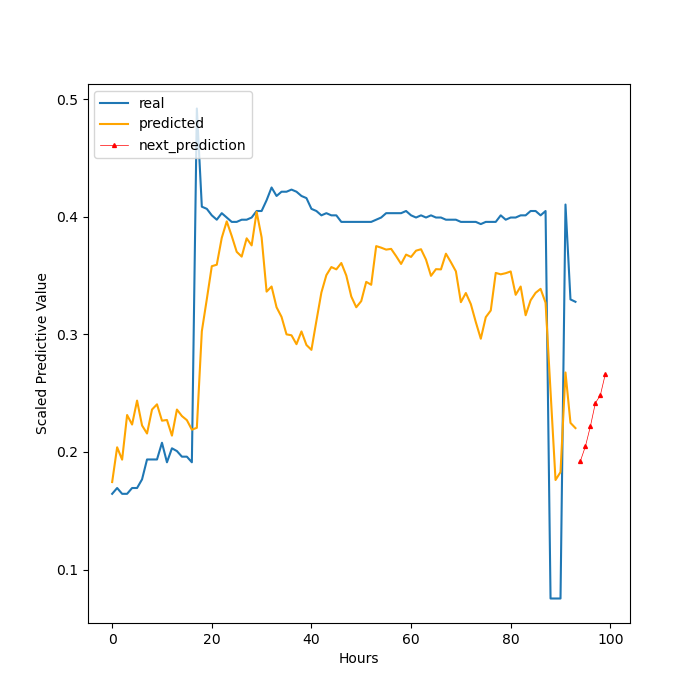 real
predicted
next_prediction
0.5
0.4
0.3
0.2
0.1
Scaled Predictive Value
0 20 40 60 80 100
Hours